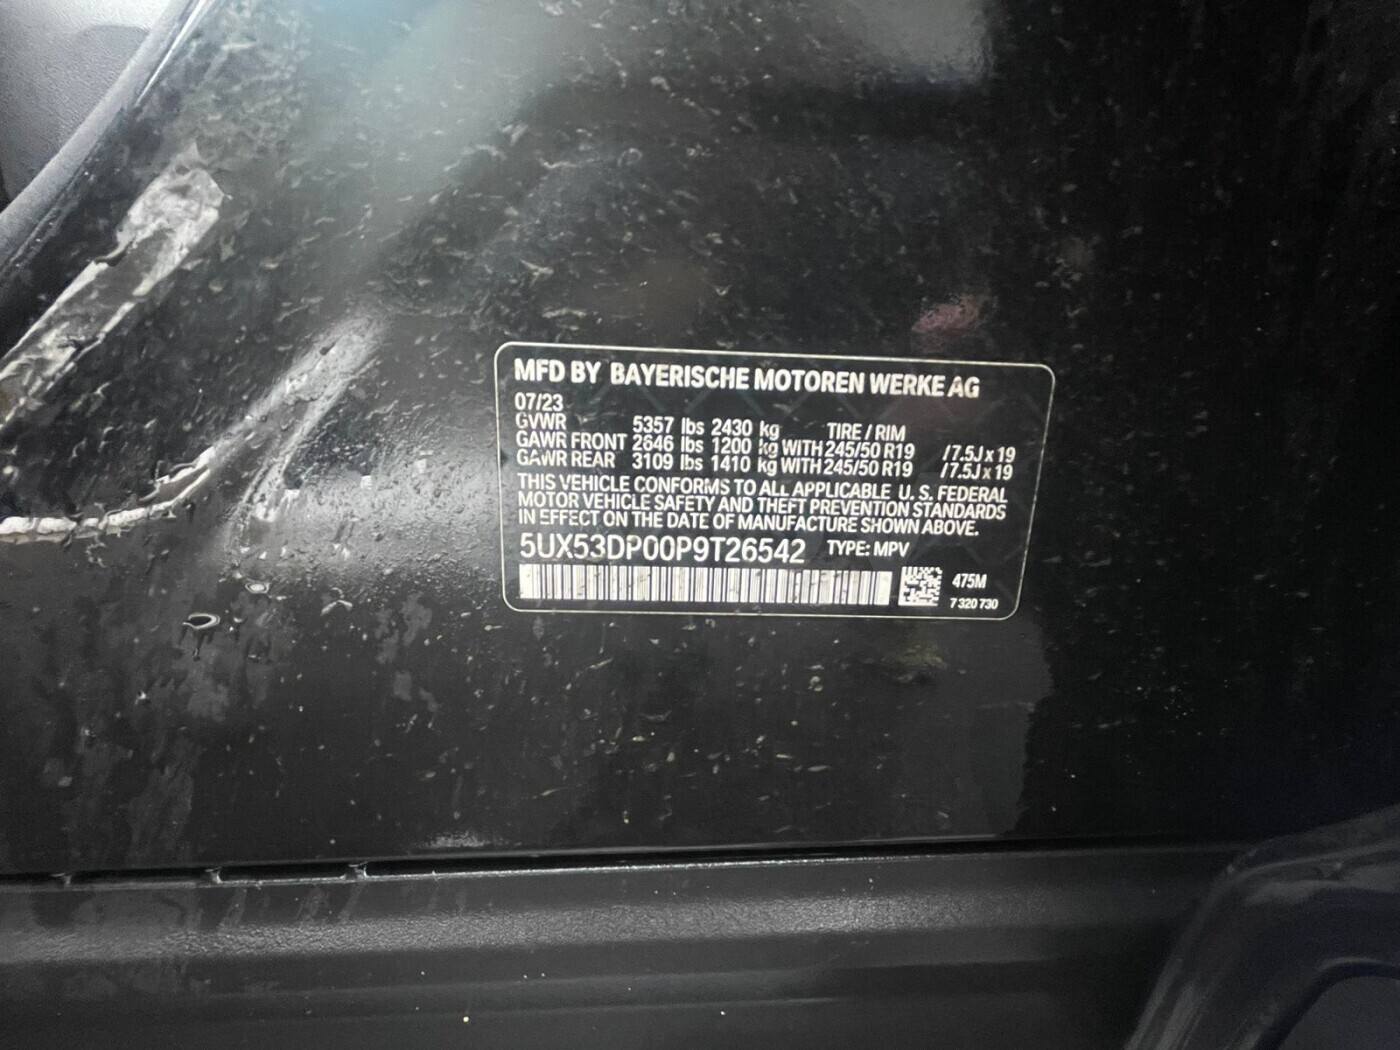 MFD BY BAYERISCHE MOTOREN WERKE AG
07/23
GVWR 5357 lbs 2430 kg TIRE / RIM
GAWR FRONT 2646 lbs 1200 kg WITH 245/50 R19 /7.5J x 19
GAWR REAR 3109 lbs 1410 kg WITH 245/50 R19 /7.5J x 19
THIS VEHICLE CONFORMS TO ALL APPLICABLE U. S. FEDERAL
MOTOR VEHICLE SAFETY AND THEFT PREVENTION STANDARDS
IN EFFECT ON THE DATE OF MANUFACTURE SHOWN ABOVE.
5UX53DP00P9T26542 TYPE: MPV
475M
7 320 730